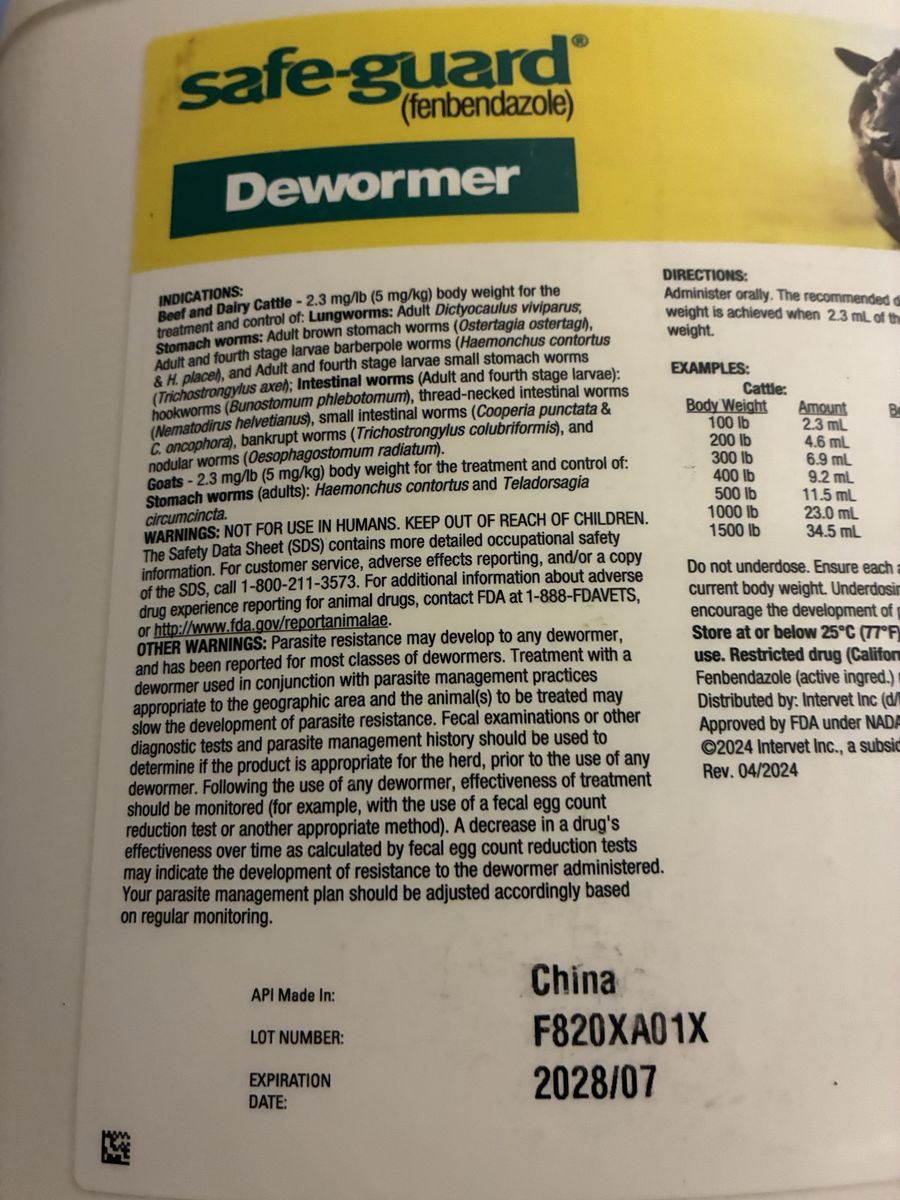 safe-guard®
(fenbendazole)
Dewormer
INDICATIONS:
Beef and Dairy Cattle - 2.3 mg/lb (5 mg/kg) body weight for the
treatment and control of: Lungworms: Adult Dictyocaulus viviparus;
Stomach worms: Adult brown stomach worms (Ostertagia ostertagi),
Adult and fourth stage larvae barberpole worms (Haemonchus contortus
& H. placei), and Adult and fourth stage larvae small stomach worms
(Trichostrongylus axei); Intestinal worms (Adult and fourth stage larvae):
hookworms (Bunostomum phlebotomum), thread-necked intestinal worms
(Nematodirus helvetianus), small intestinal worms (Cooperia punctata &
C. oncophora), bankrupt worms (Trichostrongylus colubriformis), and
nodular worms (Oesophagostomum radiatum).
Goats - 2.3 mg/lb (5 mg/kg) body weight for the treatment and control of:
Stomach worms (adults): Haemonchus contortus and Teladorsagia
circumcincta.
WARNINGS: NOT FOR USE IN HUMANS. KEEP OUT OF REACH OF CHILDREN.
The Safety Data Sheet (SDS) contains more detailed occupational safety
information. For customer service, adverse effects reporting, and/or a copy
of the SDS, call 1-800-211-3573. For additional information about adverse
drug experience reporting for animal drugs, contact FDA at 1-888-FDAVETS,
or http://www.fda.gov/reportanimalae.
OTHER WARNINGS: Parasite resistance may develop to any dewormer,
and has been reported for most classes of dewormers. Treatment with a
dewormer used in conjunction with parasite management practices
appropriate to the geographic area and the animal(s) to be treated may
slow the development of parasite resistance. Fecal examinations or other
diagnostic tests and parasite management history should be used to
determine if the product is appropriate for the herd, prior to the use of any
dewormer. Following the use of any dewormer, effectiveness of treatment
should be monitored (for example, with the use of a fecal egg count
reduction test or another appropriate method). A decrease in a drug's
effectiveness over time as calculated by fecal egg count reduction tests
may indicate the development of resistance to the dewormer administered.
Your parasite management plan should be adjusted accordingly based
on regular monitoring.
API Made In: China
LOT NUMBER: F820XA01X
EXPIRATION
DATE: 2028/07
DIRECTIONS:
Administer orally. The recommended
weight is achieved when 2.3 mL of
weight.
EXAMPLES:
Cattle:
Body Weight Amount
100 lb 2.3 mL
200 lb 4.6 mL
300 lb 6.9 mL
400 lb 9.2 mL
500 lb 11.5 mL
1000 lb 23.0 mL
1500 lb 34.5 mL
Do not underdose. Ensure each
current body weight.
encourage the development of
Store at or below 25°C (77°F)
use. Restricted drug
Fenbendazole (active ingred.)
Distributed by: Intervet Inc
Approved by FDA under NADA
©2024 Intervet Inc., a
Rev. 04/2024